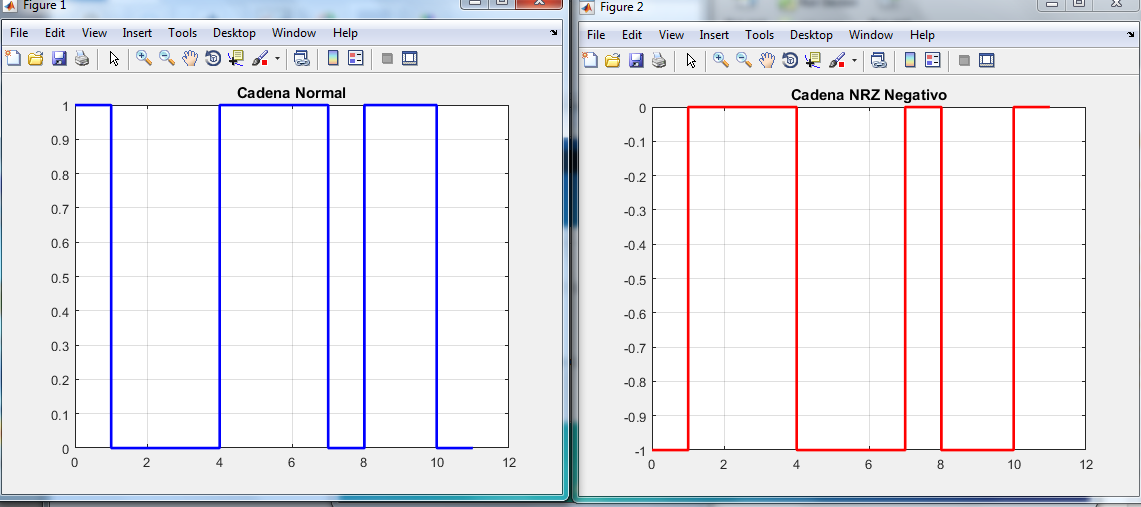 Figure 1
File Edit View Insert Tools Desktop Window Help
Cadena Normal
1
0.9
0.8
0.7
0.6
0.5
0.4
0.3
0.2
0.1
0
0 2 4 6 8 10 12
Figure 2
File Edit View Insert Tools Desktop Window Help
Cadena NRZ Negativo
0
-0.1
-0.2
-0.3
-0.4
-0.5
-0.6
-0.7
-0.8
-0.9
-1
0 2 4 6 8 10 12